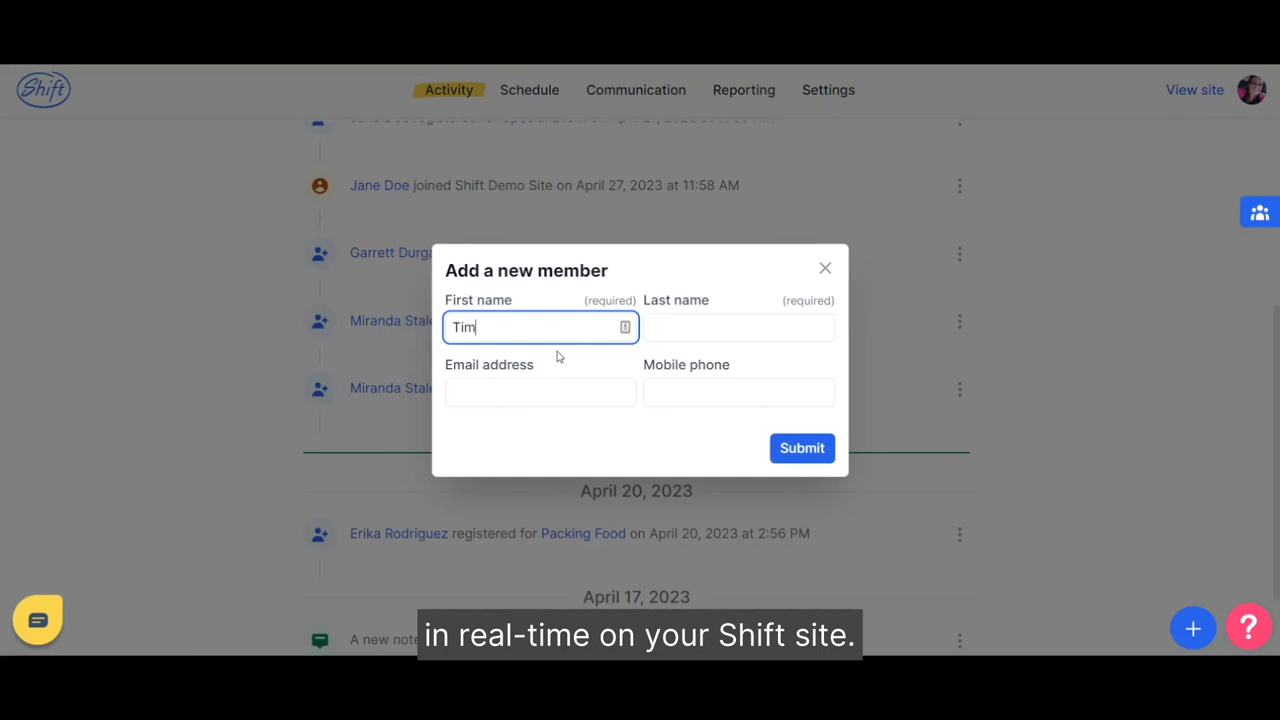 Shift
Activity
Schedule
Communication
Reporting
Settings
View site
Jane Doe joined Shift Demo Site on April 27, 2023 at 11:58 AM
Garrett Durga
Miranda Stale
Miranda Stale
Add a new member
First name (required)
Last name (required)
Tim
Email address
Mobile phone
Submit
April 20, 2023
Erika Rodriguez registered for Packing Food on April 20, 2023 at 2:56 PM
April 17, 2023
A new note
in real-time on your Shift site.
+
?